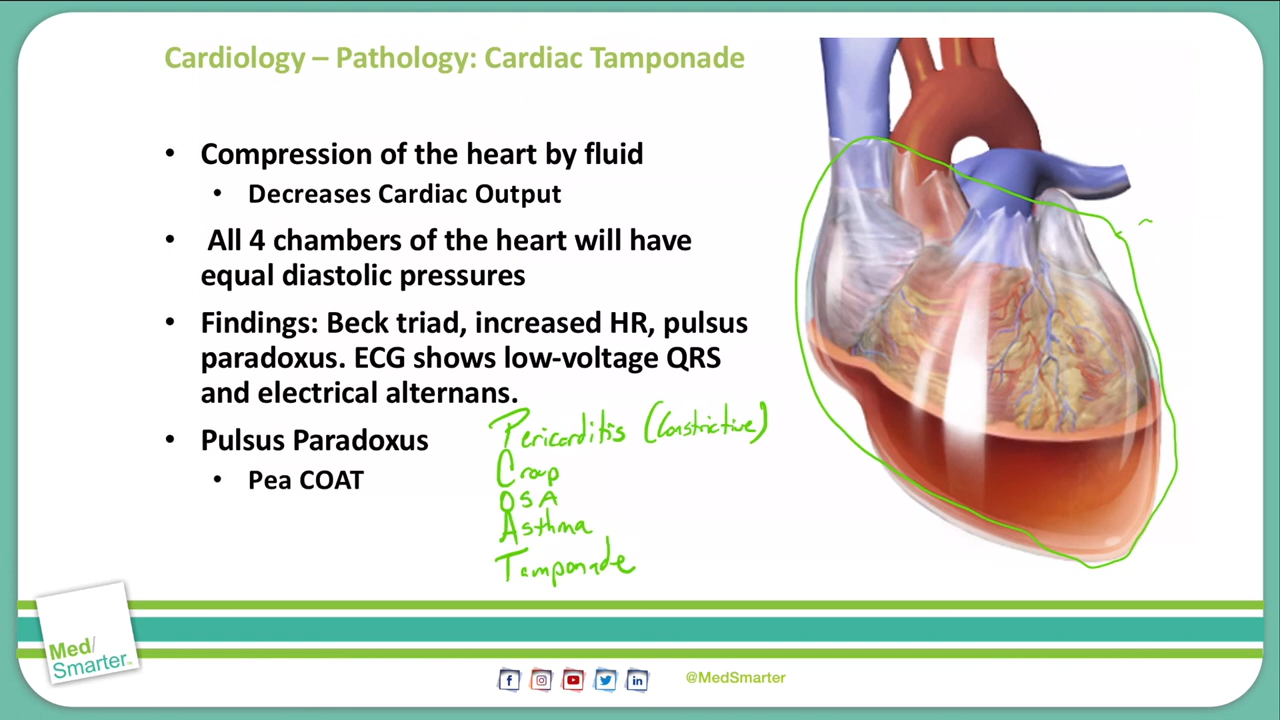 Cardiology – Pathology: Cardiac Tamponade
• Compression of the heart by fluid
• Decreases Cardiac Output
• All 4 chambers of the heart will have
equal diastolic pressures
• Findings: Beck triad, increased HR, pulsus
paradoxus. ECG shows low-voltage QRS
and electrical alternans.
• Pulsus Paradoxus
• Pea COAT
Pericarditis (Constrictive)
Croup
OSA
Asthma
Tamponade
Med/
Smarter™
@MedSmarter